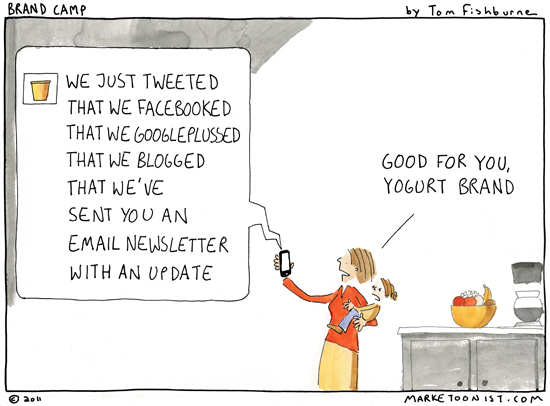 BRAND CAMP
by Tom Fishburne
WE JUST TWEETED
THAT WE FACEBOOKED
THAT WE GOOGLEPLUSSED
THAT WE BLOGGED
THAT WE'VE
SENT YOU AN
EMAIL NEWSLETTER
WITH AN UPDATE
GOOD FOR YOU,
YOGURT BRAND
© 2011
MARKETOONIST.COM